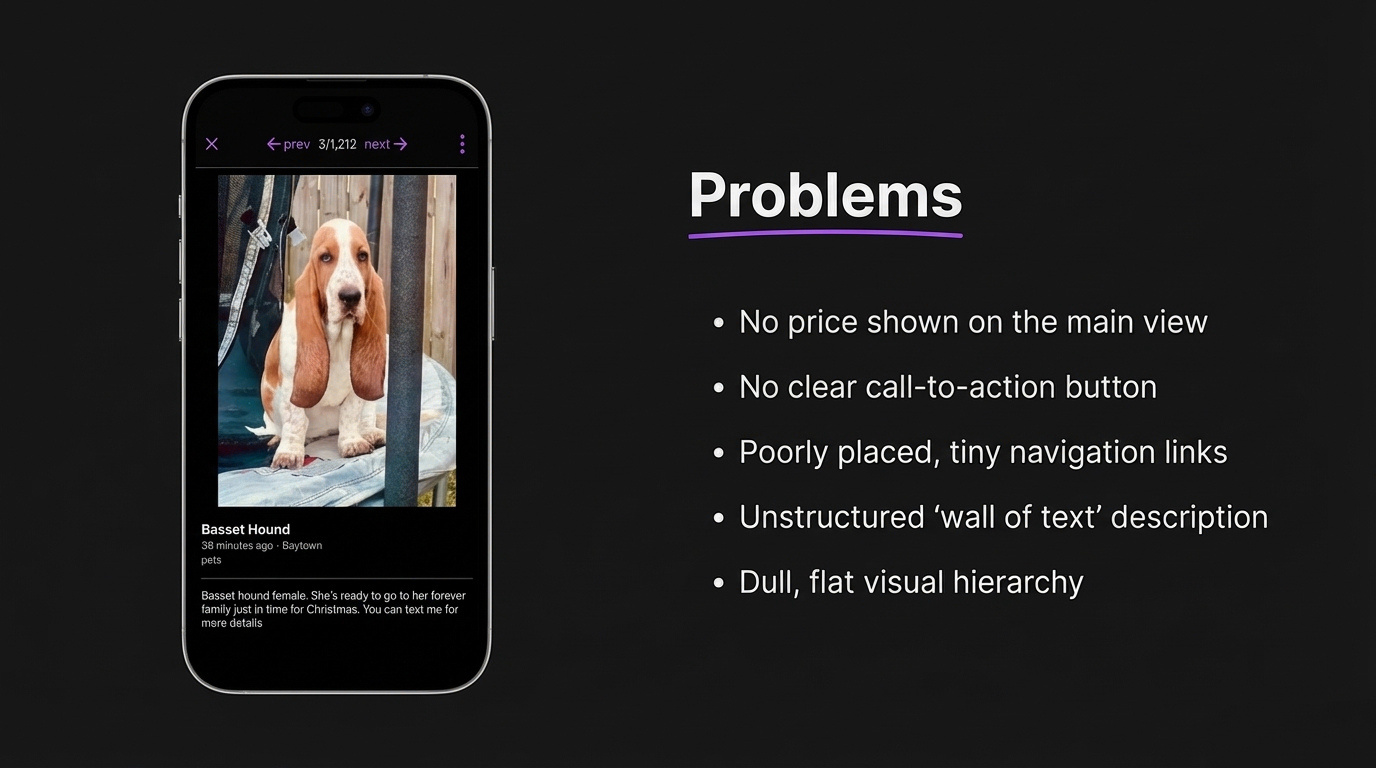 prev 3/1,212 next
Basset Hound
38 minutes ago · Baytown
pets
Basset hound female. She's ready to go to her forever
family just in time for Christmas. You can text me for
more details
Problems
• No price shown on the main view
• No clear call-to-action button
• Poorly placed, tiny navigation links
• Unstructured ‘wall of text’ description
• Dull, flat visual hierarchy